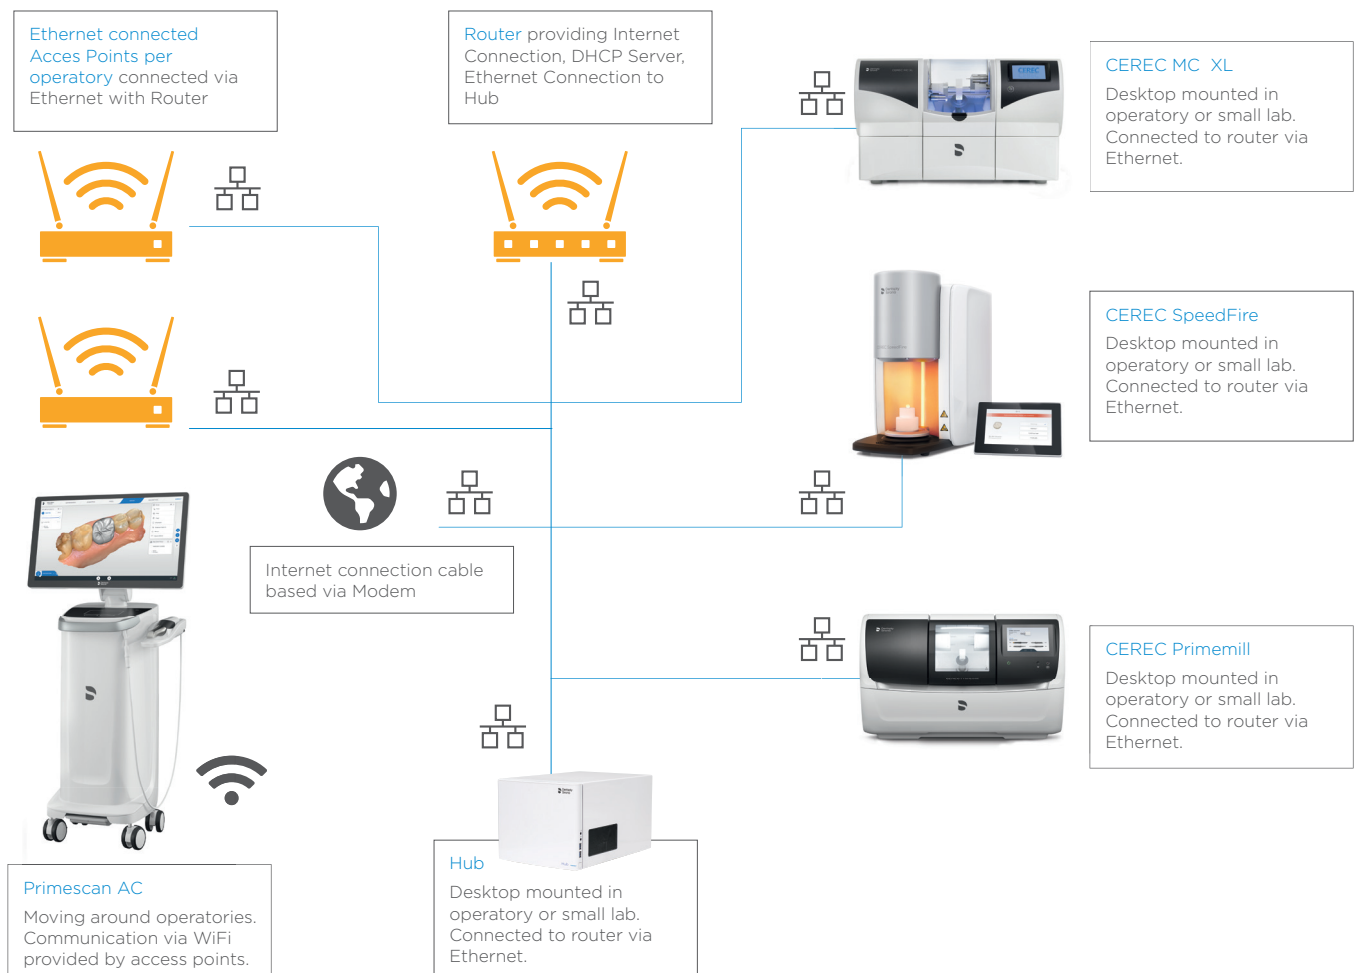 Ethernet connected
Acces Points per
operatory connected via
Ethernet with Router
Router providing Internet
Connection, DHCP Server,
Ethernet Connection to
Hub
CEREC MC XL
Desktop mounted in
operatory or small lab.
Connected to router via
Ethernet.
CEREC
CEREC SpeedFire
Desktop mounted in
operatory or small lab.
Connected to router via
Ethernet.
Internet connection cable
based via Modem
CEREC Primemill
Desktop mounted in
operatory or small lab.
Connected to router via
Ethernet.
Primescan AC
Moving around operatories.
Communication via WiFi
provided by access points.
Hub
Desktop mounted in
operatory or small lab.
Connected to router via
Ethernet.